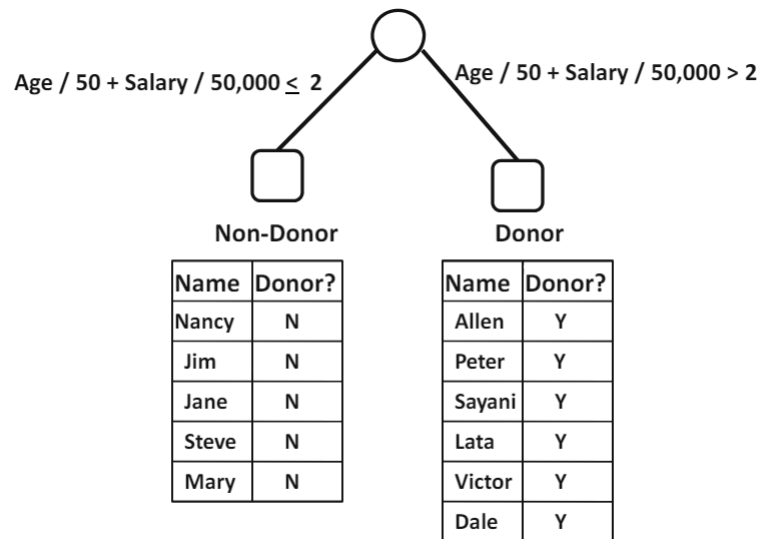 Age / 50 + Salary / 50,000 ≤ 2
Age / 50 + Salary / 50,000 > 2
Non-Donor
Name Donor?
Nancy N
Jim N
Jane N
Steve N
Mary N
Donor
Name Donor?
Allen Y
Peter Y
Sayani Y
Lata Y
Victor Y
Dale Y